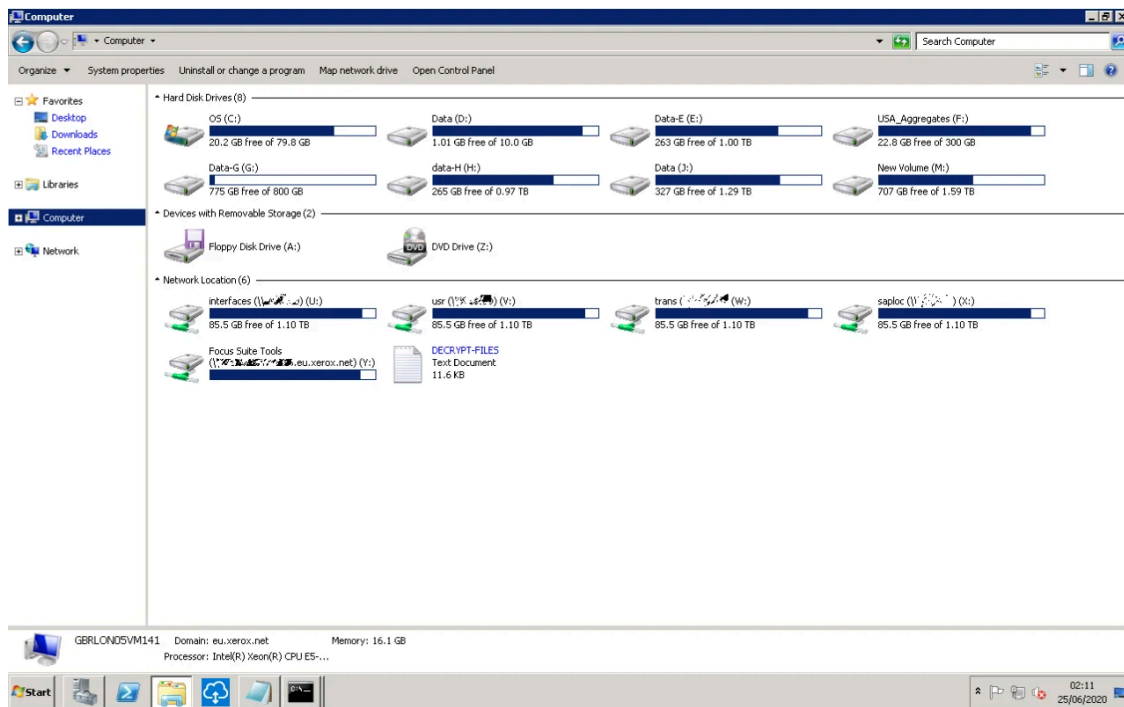 Computer
Computer
Search Computer
Organize
System properties
Uninstall or change a program
Map network drive
Open Control Panel
Favorites
Desktop
Downloads
Recent Places
Libraries
Computer
Network
Hard Disk Drives (8)
OS (C:)
20.2 GB free of 79.8 GB
Data (D:)
1.01 GB free of 10.0 GB
Data-E (E:)
263 GB free of 1.00 TB
USA_Aggregates (F:)
22.8 GB free of 300 GB
Data-G (G:)
775 GB free of 800 GB
data-H (H:)
265 GB free of 0.97 TB
Data (J:)
327 GB free of 1.29 TB
New Volume (M:)
707 GB free of 1.59 TB
Devices with Removable Storage (2)
Floppy Disk Drive (A:)
DVD
DVD Drive (Z:)
Network Location (6)
interfaces (\\ ) (U:)
85.5 GB free of 1.10 TB
usr (\\ ) (V:)
85.5 GB free of 1.10 TB
trans ( (W:)
85.5 GB free of 1.10 TB
saploc (\\ ) (X:)
85.5 GB free of 1.10 TB
Focus Suite Tools
(\\ .eu.xerox.net) (Y:)
DECRYPT-FILES
Text Document
11.6 KB
GBRLON05VM141 Domain: eu.xerox.net Memory: 16.1 GB
Processor: Intel(R) Xeon(R) CPU E5-...
Start
02:11
25/06/2020